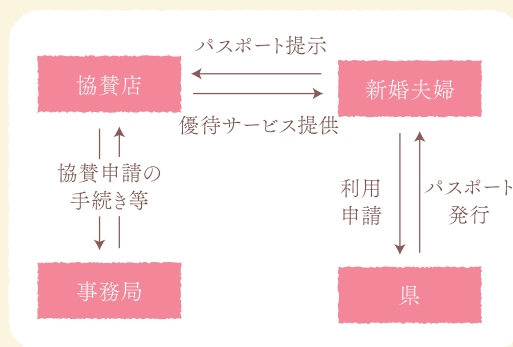 パスポート提示
協賛店
新婚夫婦
優待サービス提供
協賛申請の
手続き等
利用
申請
パスポート
発行
事務局
県